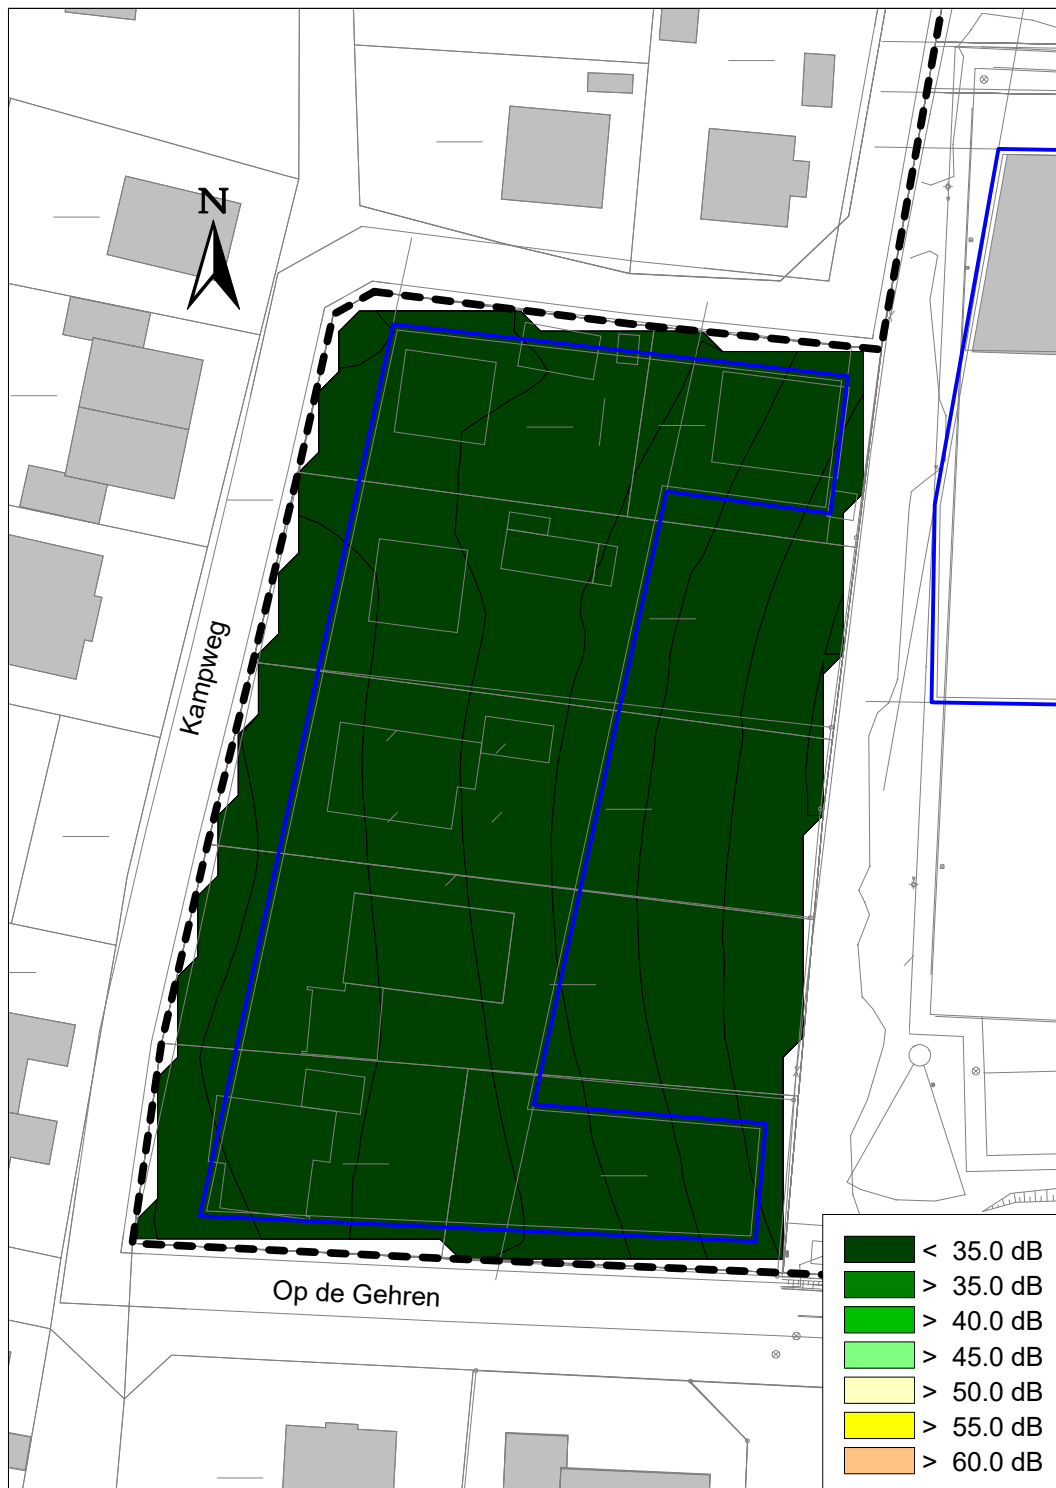 N
Kampweg
Op de Gehren
< 35.0 dB
> 35.0 dB
> 40.0 dB
> 45.0 dB
> 50.0 dB
> 55.0 dB
> 60.0 dB